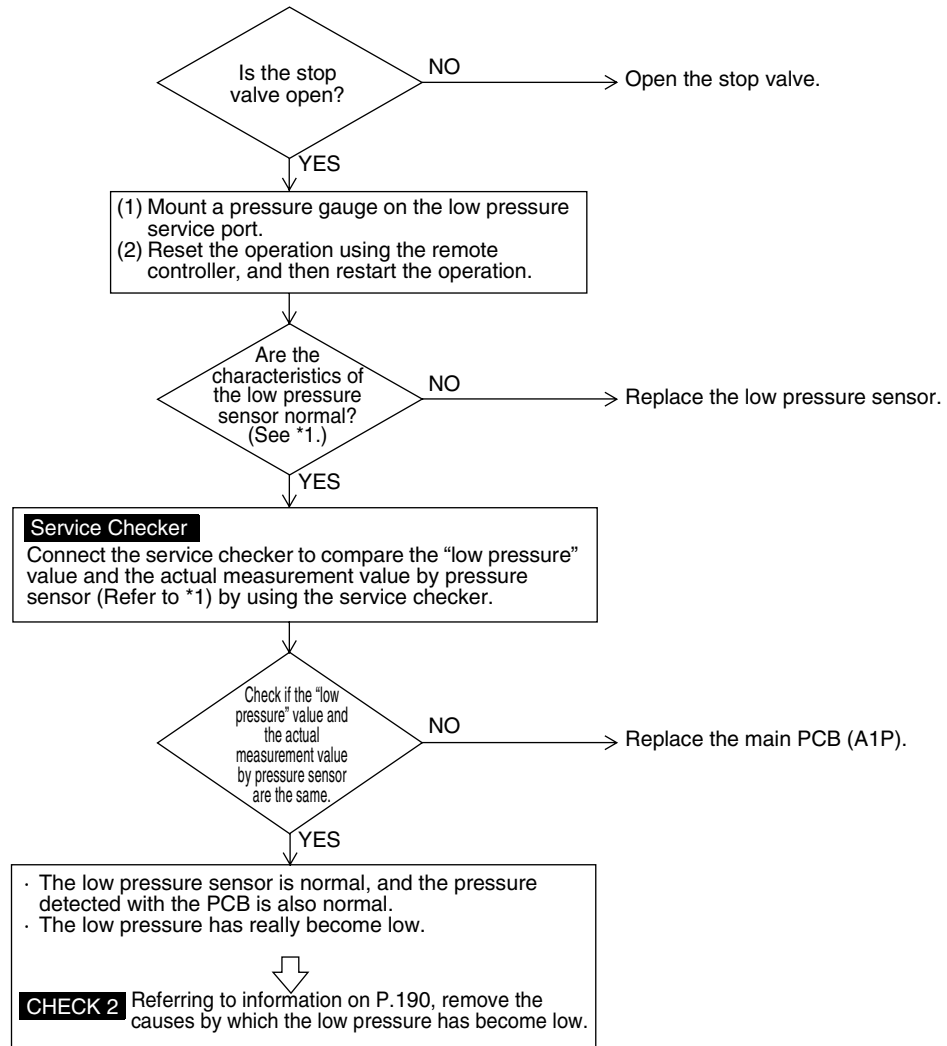 Is the stop
valve open?
NO
Open the stop valve.
YES
(1) Mount a pressure gauge on the low pressure
service port.
(2) Reset the operation using the remote
controller, and then restart the operation.
Are the
characteristics of
the low pressure
sensor normal?
(See *1.)
NO
Replace the low pressure sensor.
YES
Service Checker
Connect the service checker to compare the “low pressure”
value and the actual measurement value by pressure
sensor (Refer to *1) by using the service checker.
Check if the “low
pressure” value and
the actual
measurement value
by pressure sensor
are the same.
NO
Replace the main PCB (A1P).
YES
· The low pressure sensor is normal, and the pressure
detected with the PCB is also normal.
· The low pressure has really become low.
CHECK 2 Referring to information on P.190, remove the
causes by which the low pressure has become low.